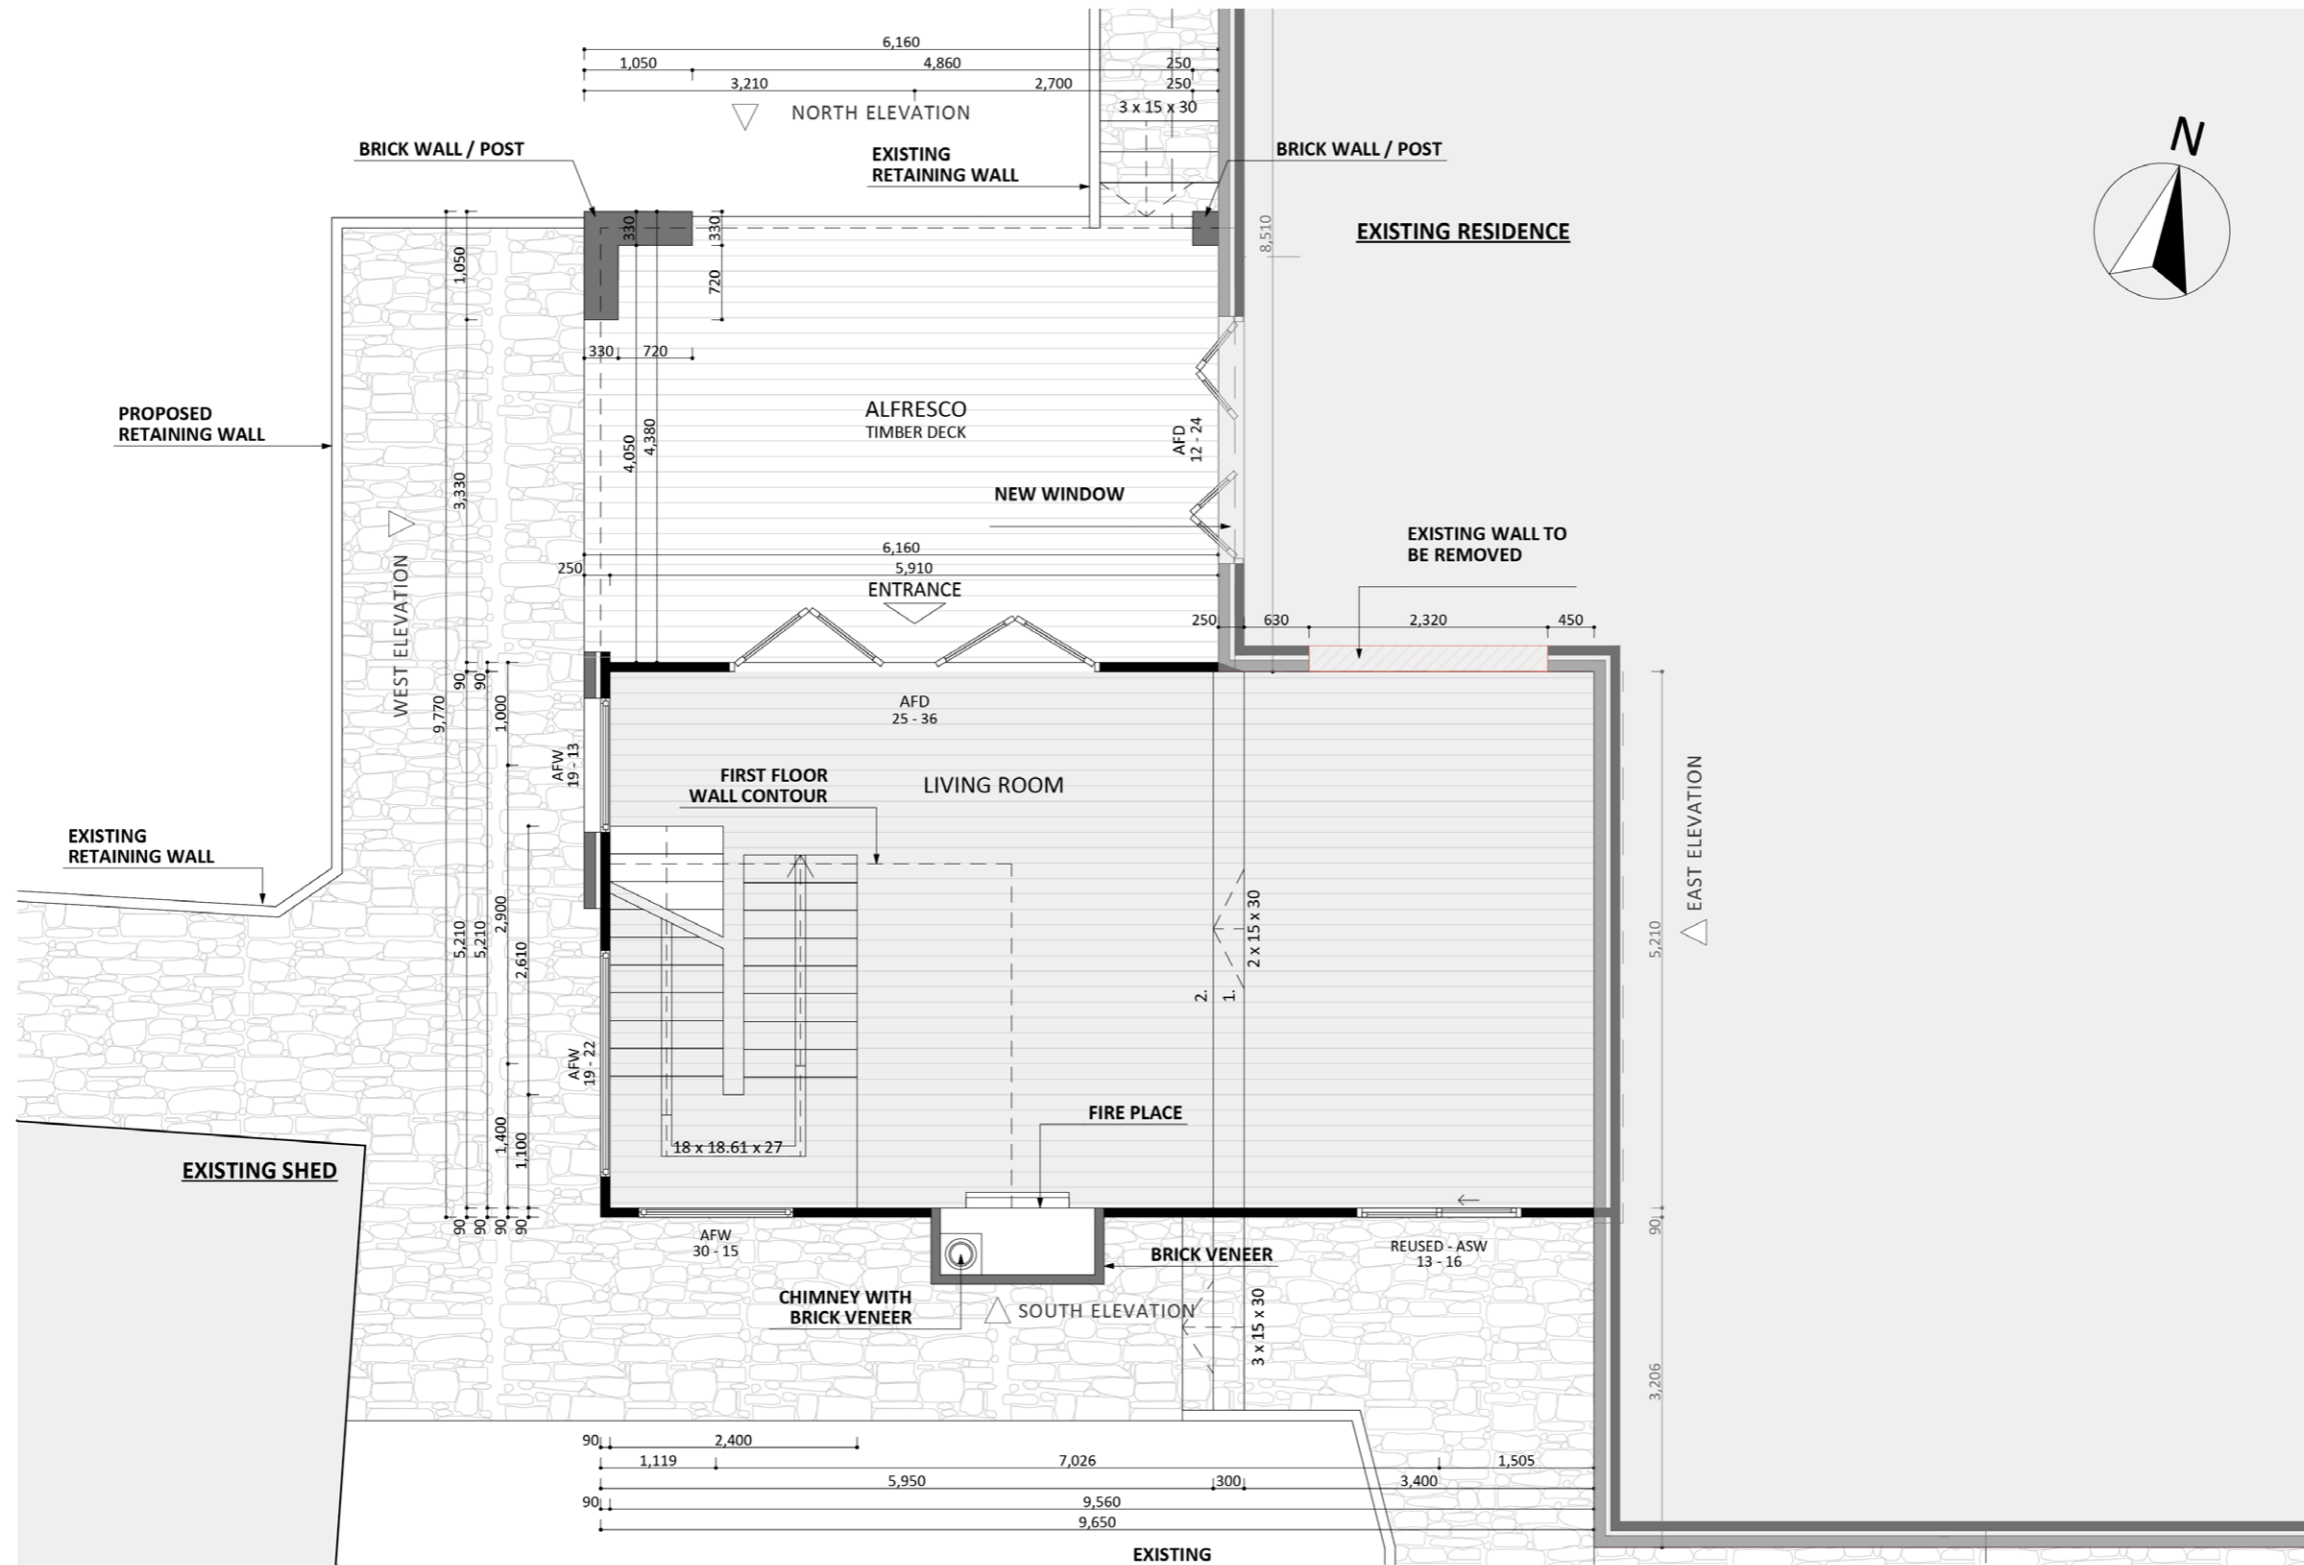 6,160
1,050
4,860
250
3,210
2,700
250
3 x 15 x 30
NORTH ELEVATION
N
BRICK WALL / POST
EXISTING
RETAINING WALL
BRICK WALL / POST
EXISTING RESIDENCE
8,510
330
330
720
1,050
330
720
PROPOSED
RETAINING WALL
ALFRESCO
TIMBER DECK
AFD
12 - 24
4,050
4,380
3,330
NEW WINDOW
EXISTING WALL TO
BE REMOVED
6,160
250
5,910
ENTRANCE
250
630
2,320
450
WEST ELEVATION
90
90
9,770
1,000
AFD
25 - 36
AFW
19 - 13
FIRST FLOOR
WALL CONTOUR
LIVING ROOM
EAST ELEVATION
EXISTING
RETAINING WALL
5,210
5,210
2,900
2,610
2 x 15 x 30
2.
1.
5,210
AFW
19 - 22
FIRE PLACE
1,400
1,100
18 x 18.61 x 27
EXISTING SHED
90
90
90
90
90
AFW
30 - 15
BRICK VENEER
REUSED - ASW
13 - 16
CHIMNEY WITH
BRICK VENEER
SOUTH ELEVATION
3 x 15 x 30
3,206
90
2,400
1,119
7,026
1,505
5,950
300
3,400
90
9,560
9,650
EXISTING